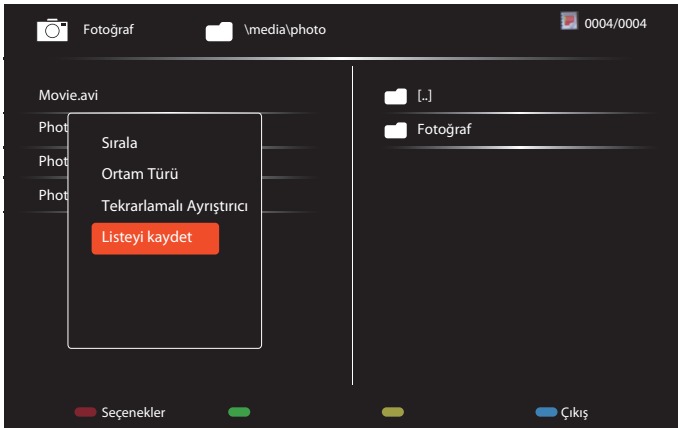 Fotoğraf
\media\photo
0004/0004
Movie.avi
Phot
Phot
Phot
Sırala
Ortam Türü
Tekrarlamalı Ayrıştırıcı
Listeyi kaydet
[..]
Fotoğraf
Seçenekler
Çıkış